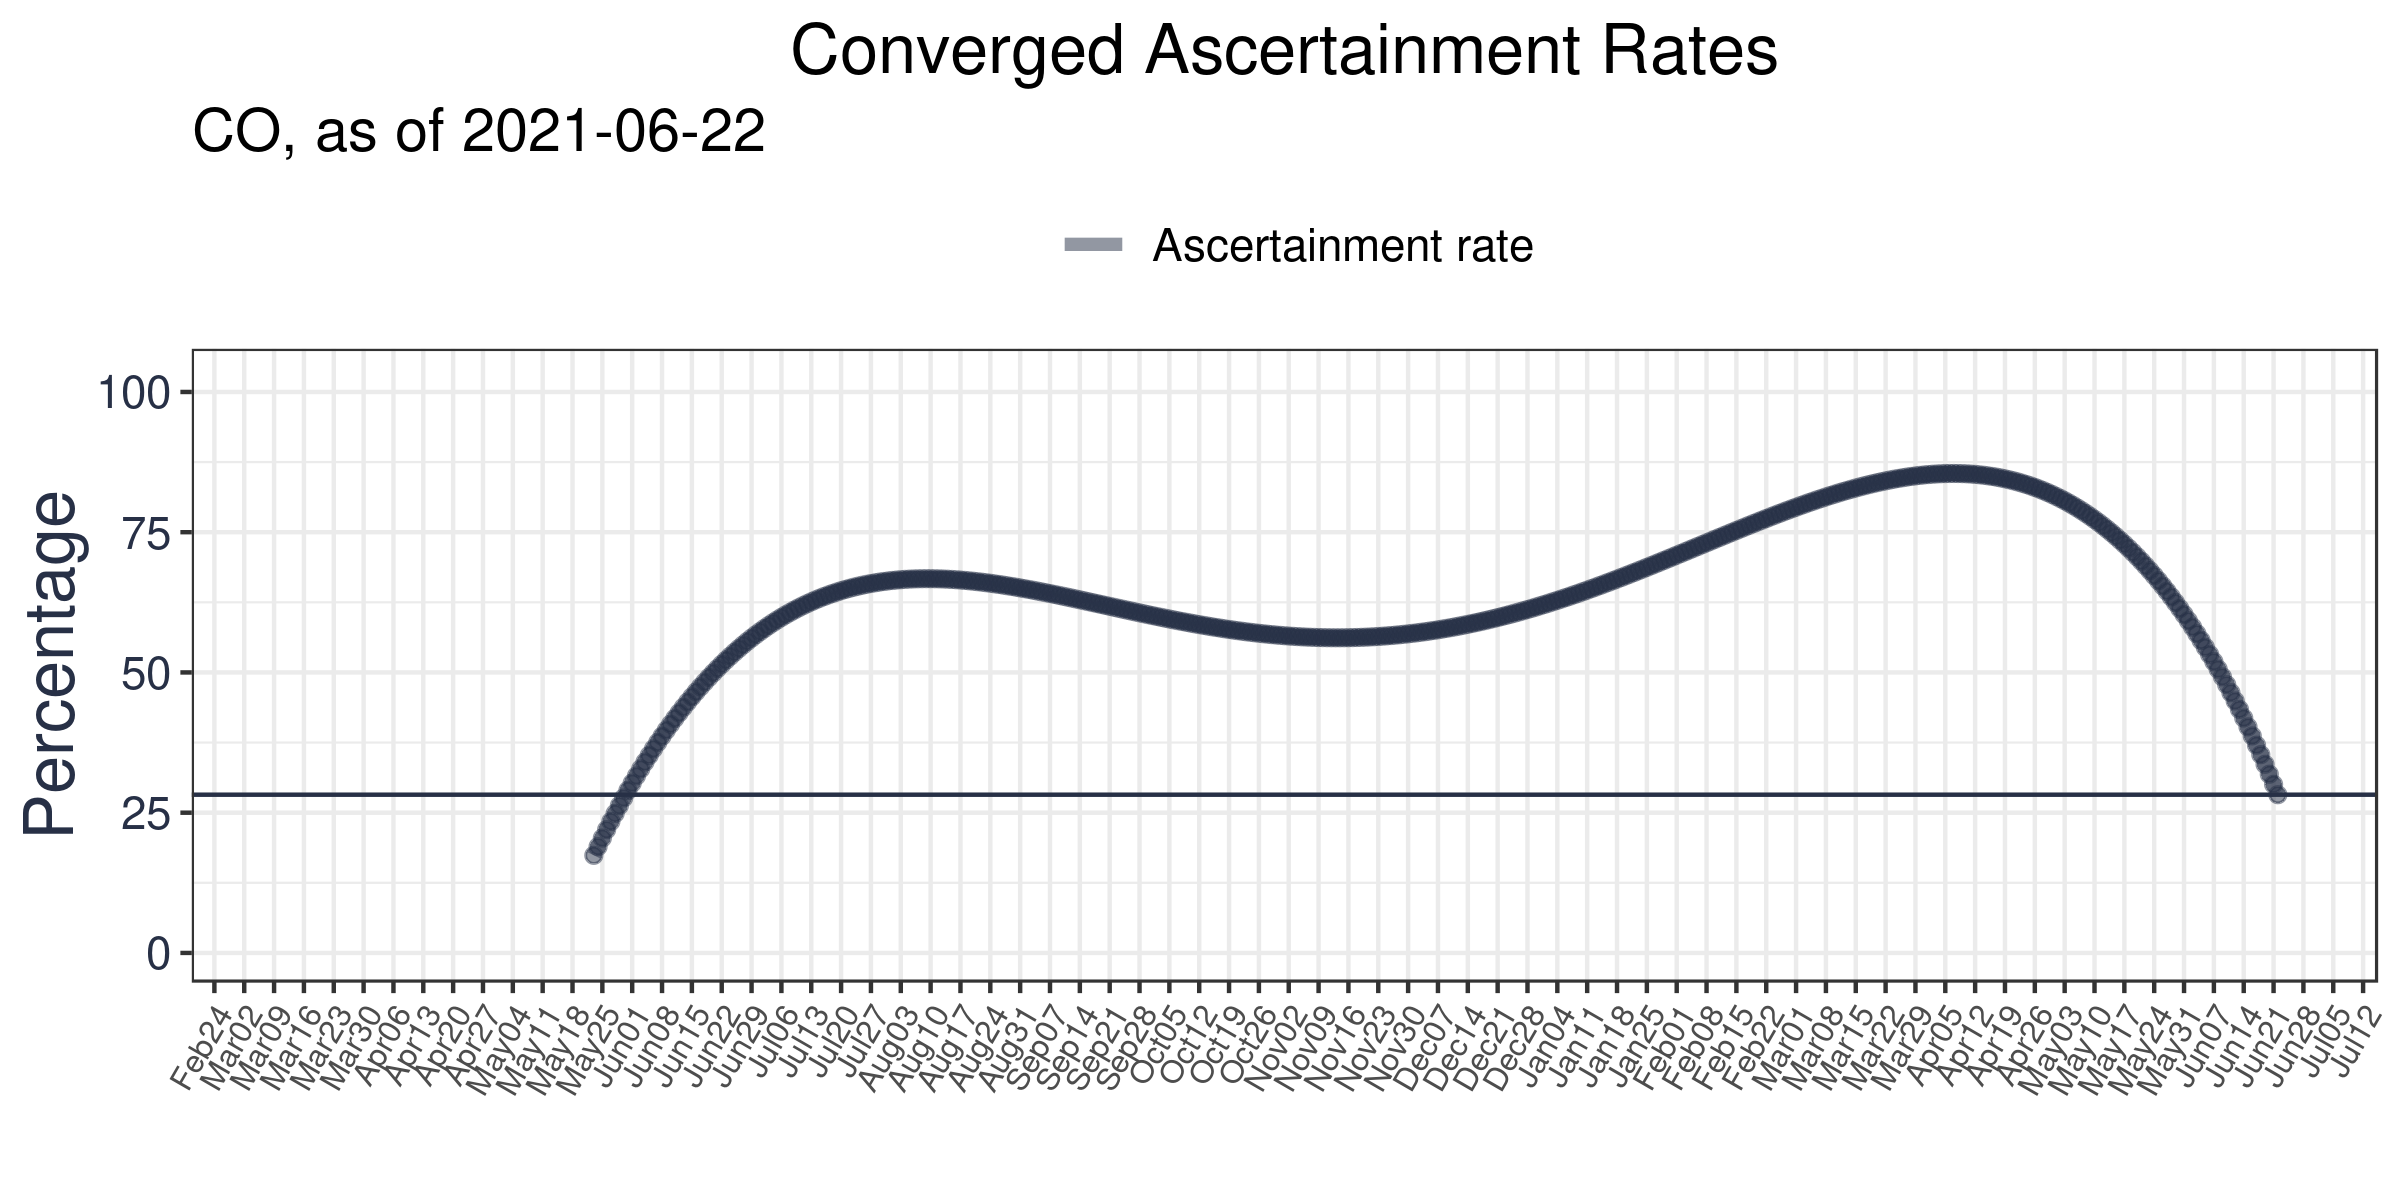 Converged Ascertainment Rates
CO, as of 2021-06-22
Ascertainment rate
Percentage
100
75
50
25
0
Feb24
Mar02
Mar09
Mar16
Mar23
Mar30
Apr06
Apr13
Apr20
Apr27
May04
May11
May18
May25
Jun01
Jun08
Jun15
Jun22
Jun29
Jul06
Jul13
Jul20
Jul27
Aug03
Aug10
Aug17
Aug24
Aug31
Sep07
Sep14
Sep21
Sep28
Oct05
Oct12
Oct19
Oct26
Nov02
Nov09
Nov16
Nov23
Nov30
Dec07
Dec14
Dec21
Dec28
Jan04
Jan11
Jan18
Jan25
Feb01
Feb08
Feb15
Feb22
Mar01
Mar08
Mar15
Mar22
Mar29
Apr05
Apr12
Apr19
Apr26
May03
May10
May17
May24
May31
May07
Jun14
Jun21
Jun28
Jul05
Jul12